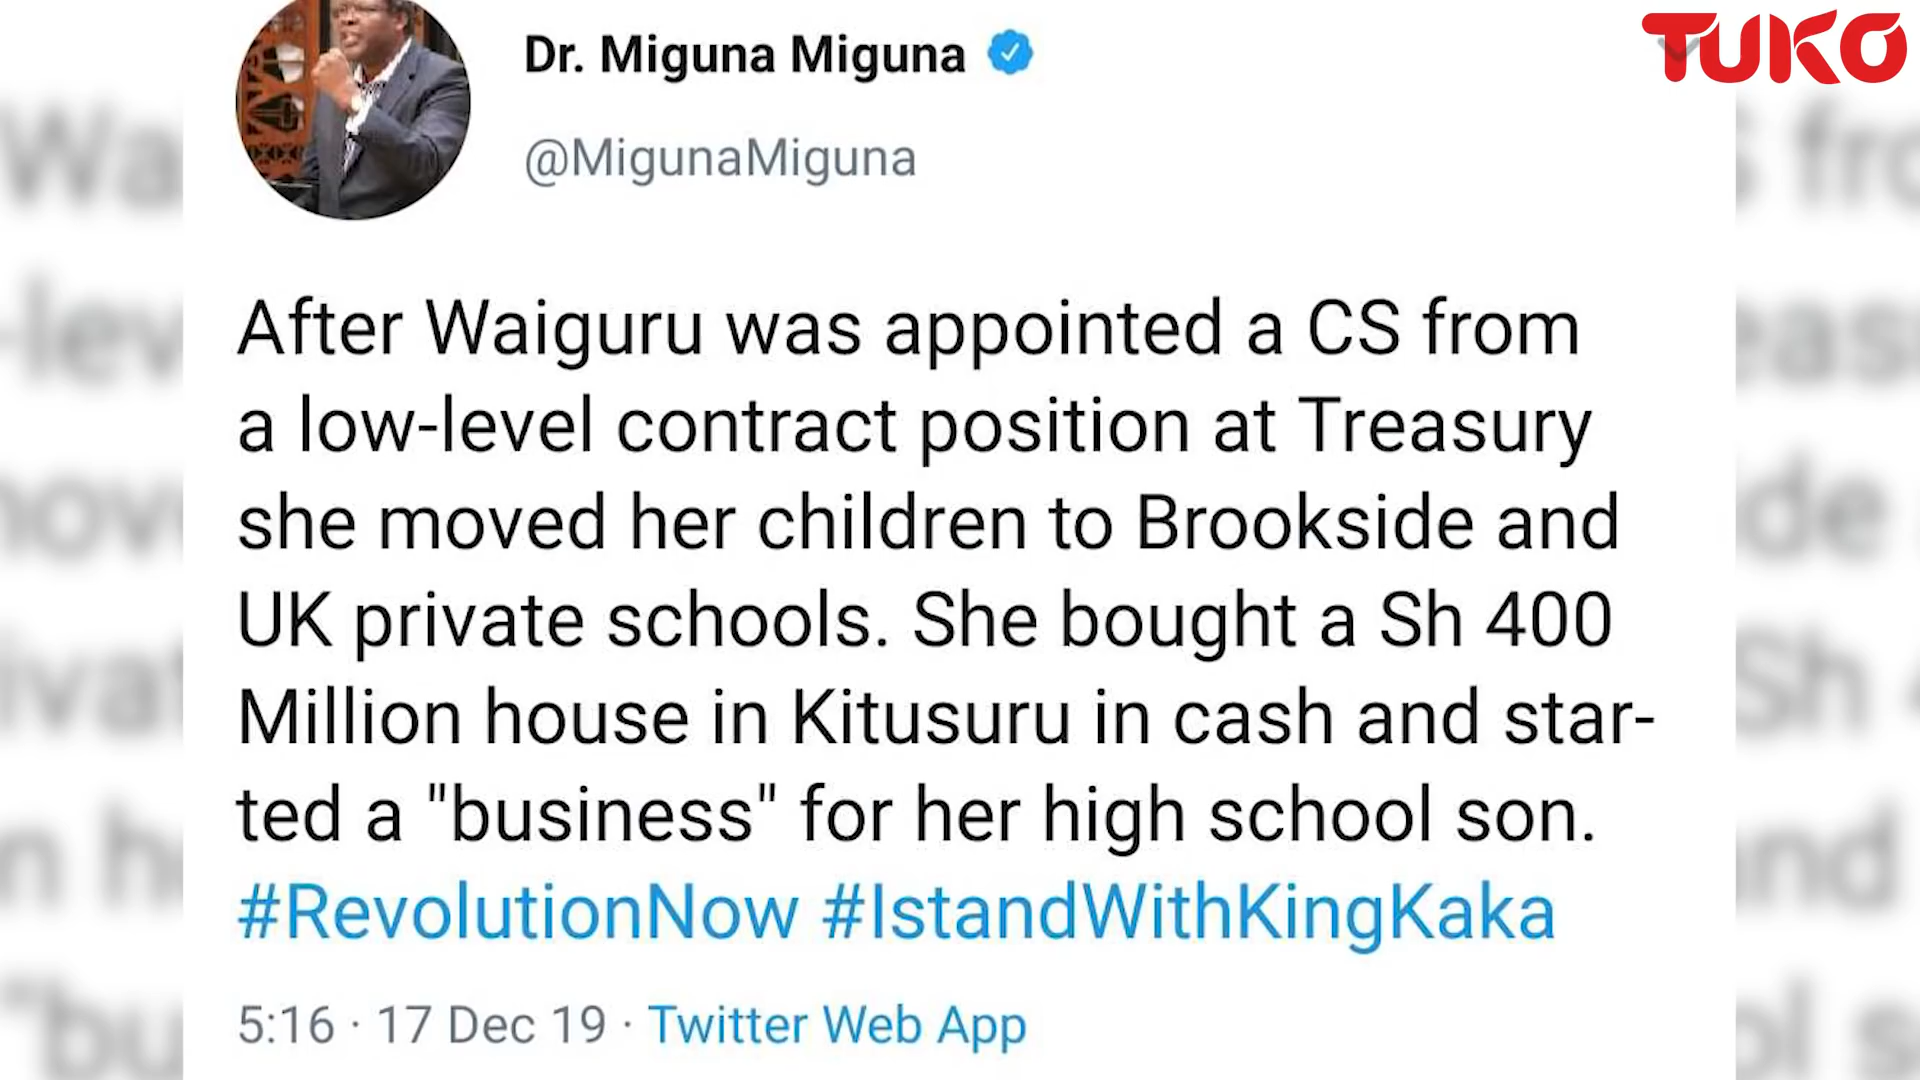 TUKO
Dr. Miguna Miguna
@MigunaMiguna
After Waiguru was appointed a CS from
a low-level contract position at Treasury
she moved her children to Brookside and
UK private schools. She bought a Sh 400
Million house in Kitusuru in cash and star-
ted a "business" for her high school son.
#RevolutionNow #IstandWithKingKaka
5:16 · 17 Dec 19 · Twitter Web App